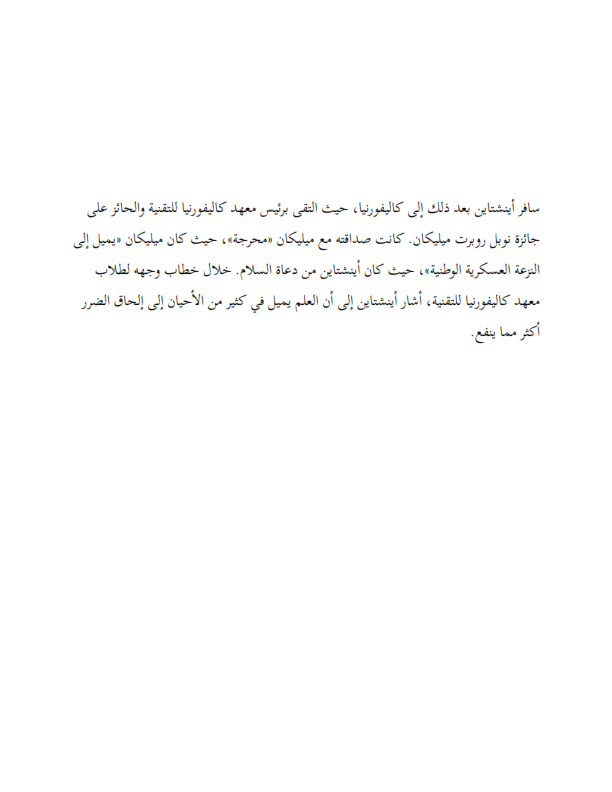 سافر أينشتاين بعد ذلك إلى كاليفورنيا، حيث التقى برئيس معهد كاليفورنيا للتقنية والحائز على
جائزة نوبل روبرت ميليكان. كانت صداقته مع ميليكان «محرجة»، حيث كان ميليكان «يميل إلى
النزعة العسكرية الوطنية»، حيث كان أينشتاين من دعاة السلام. خلال خطاب وجهه لطلاب
معهد كاليفورنيا للتقنية، أشار أينشتاين إلى أن العلم يميل في كثير من الأحيان إلى إلحاق الضرر
أكثر مما ينفع.